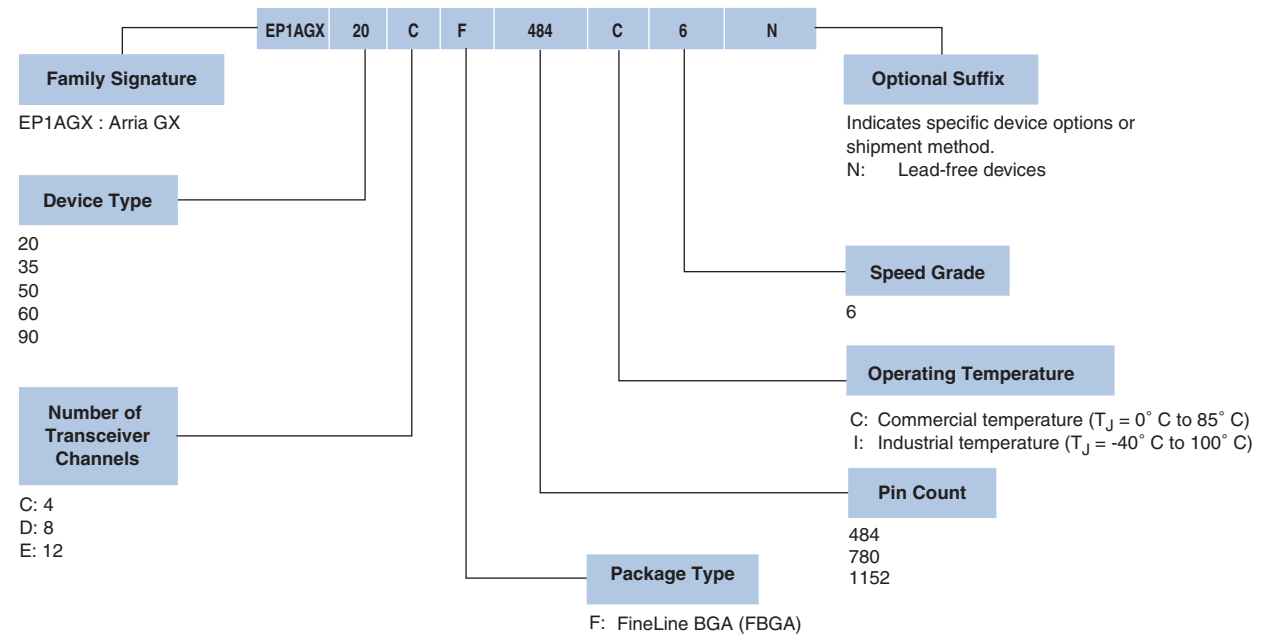 EP1AGX 20 C F 484 C 6 N
Family Signature
EP1AGX : Arria GX
Device Type
20
35
50
60
90
Number of
Transceiver
Channels
C: 4
D: 8
E: 12
Optional Suffix
Indicates specific device options or
shipment method.
N: Lead-free devices
Speed Grade
6
Operating Temperature
C: Commercial temperature (TJ = 0˚ C to 85˚ C)
I: Industrial temperature (TJ = -40˚ C to 100˚ C)
Pin Count
484
780
1152
Package Type
F: FineLine BGA (FBGA)